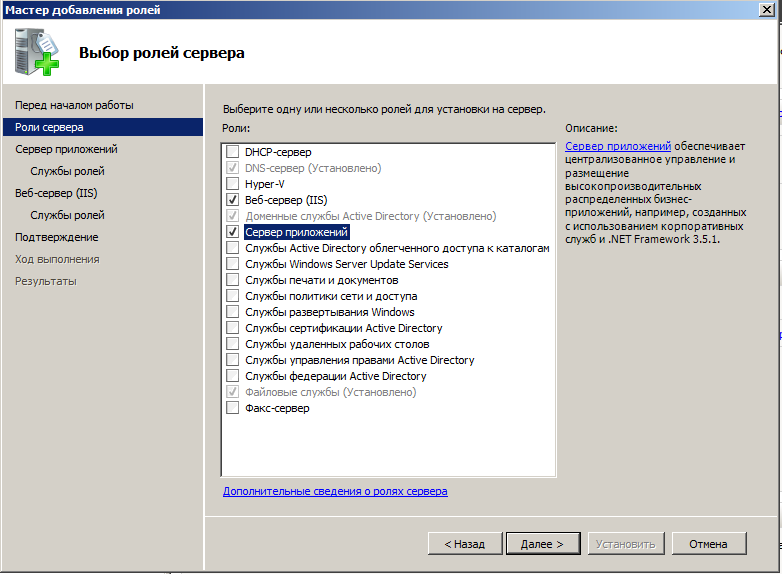 Мастер добавления ролей
Выбор ролей сервера
Перед началом работы
Роли сервера
Сервер приложений
Службы ролей
Веб-сервер (IIS)
Службы ролей
Подтверждение
Ход выполнения
Результаты
Выберите одну или несколько ролей для установки на сервер.
Роли:
DHCP-сервер
DNS-сервер (Установлено)
Hyper-V
Веб-сервер (IIS)
Доменные службы Active Directory (Установлено)
Сервер приложений
Службы Active Directory облегченного доступа к каталогам
Службы Windows Server Update Services
Службы печати и документов
Службы политики сети и доступа
Службы развертывания Windows
Службы сертификации Active Directory
Службы удаленных рабочих столов
Службы управления правами Active Directory
Службы федерации Active Directory
Файловые службы (Установлено)
Факс-сервер
Дополнительные сведения о ролях сервера
Описание:
Сервер приложений обеспечивает
централизованное управление и
размещение
высокопроизводительных
распределенных бизнес-
приложений, например, созданных
с использованием корпоративных
служб и .NET Framework 3.5.1.
< Назад
Далее >
Установить
Отмена